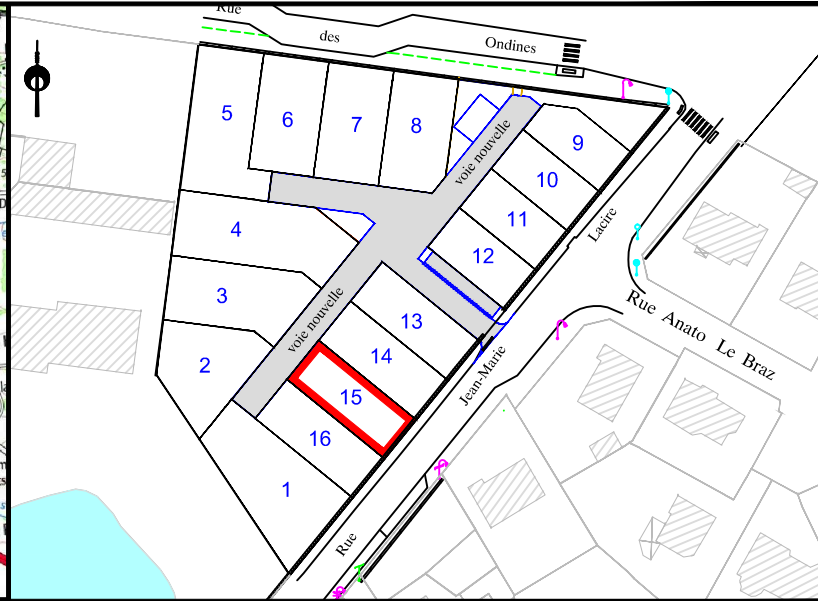 Rue
des
Ondines
5
6
7
8
9
voie nouvelle
10
11
4
12
Lacire
3
13
voie nouvelle
Rue Anato Le Braz
14
2
Jean-Marie
15
16
1
Rue